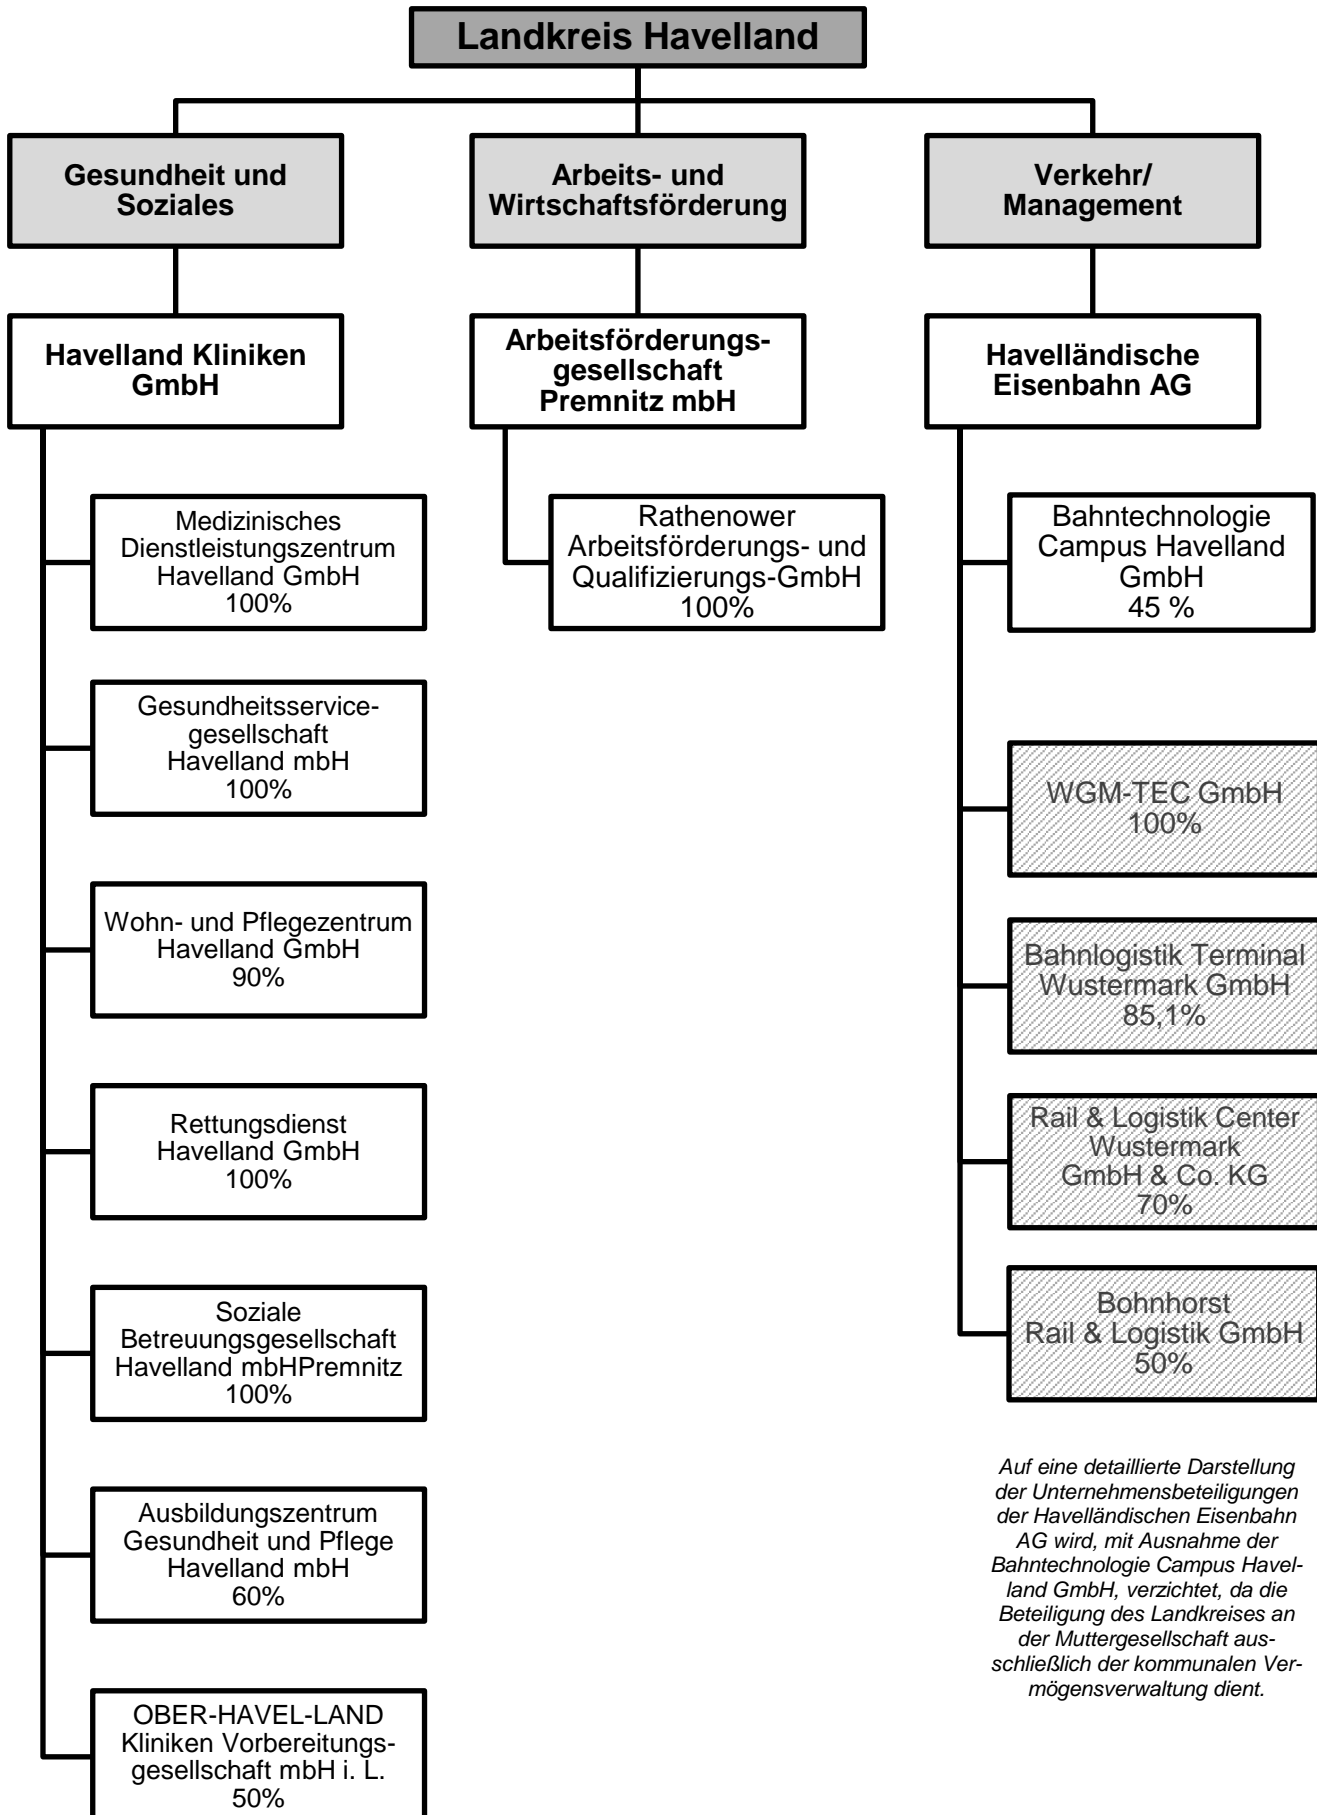 Landkreis Havelland
Gesundheit und
Soziales
Arbeits- und
Wirtschaftsförderung
Verkehr/
Management
Havelland Kliniken
GmbH
Arbeitsförderungs-
gesellschaft
Premnitz mbH
Havelländische
Eisenbahn AG
Medizinisches
Dienstleistungszentrum
Havelland GmbH
100%
Gesundheitsservice-
gesellschaft
Havelland mbH
100%
Wohn- und Pflegezentrum
Havelland GmbH
90%
Rettungsdienst
Havelland GmbH
100%
Soziale
Betreuungsgesellschaft
Havelland mbHPremnitz
100%
Ausbildungszentrum
Gesundheit und Pflege
Havelland mbH
60%
OBER-HAVEL-LAND
Kliniken Vorbereitungs-
gesellschaft mbH i. L.
50%
Rathenower
Arbeitsförderungs- und
Qualifizierungs-GmbH
100%
Bahntechnologie
Campus Havelland
GmbH
45 %
WGM-TEC GmbH
100%
Bahnlogistik Terminal
Wustermark GmbH
85,1%
Rail & Logistik Center
Wustermark
GmbH & Co. KG
70%
Bohnhorst
Rail & Logistik GmbH
50%
Auf eine detaillierte Darstellung
der Unternehmensbeteiligungen
der Havelländischen Eisenbahn
AG wird, mit Ausnahme der
Bahntechnologie Campus Havel-
land GmbH, verzichtet, da die
Beteiligung des Landkreises an
der Muttergesellschaft aus-
schließlich der kommunalen Ver-
mögensverwaltung dient.